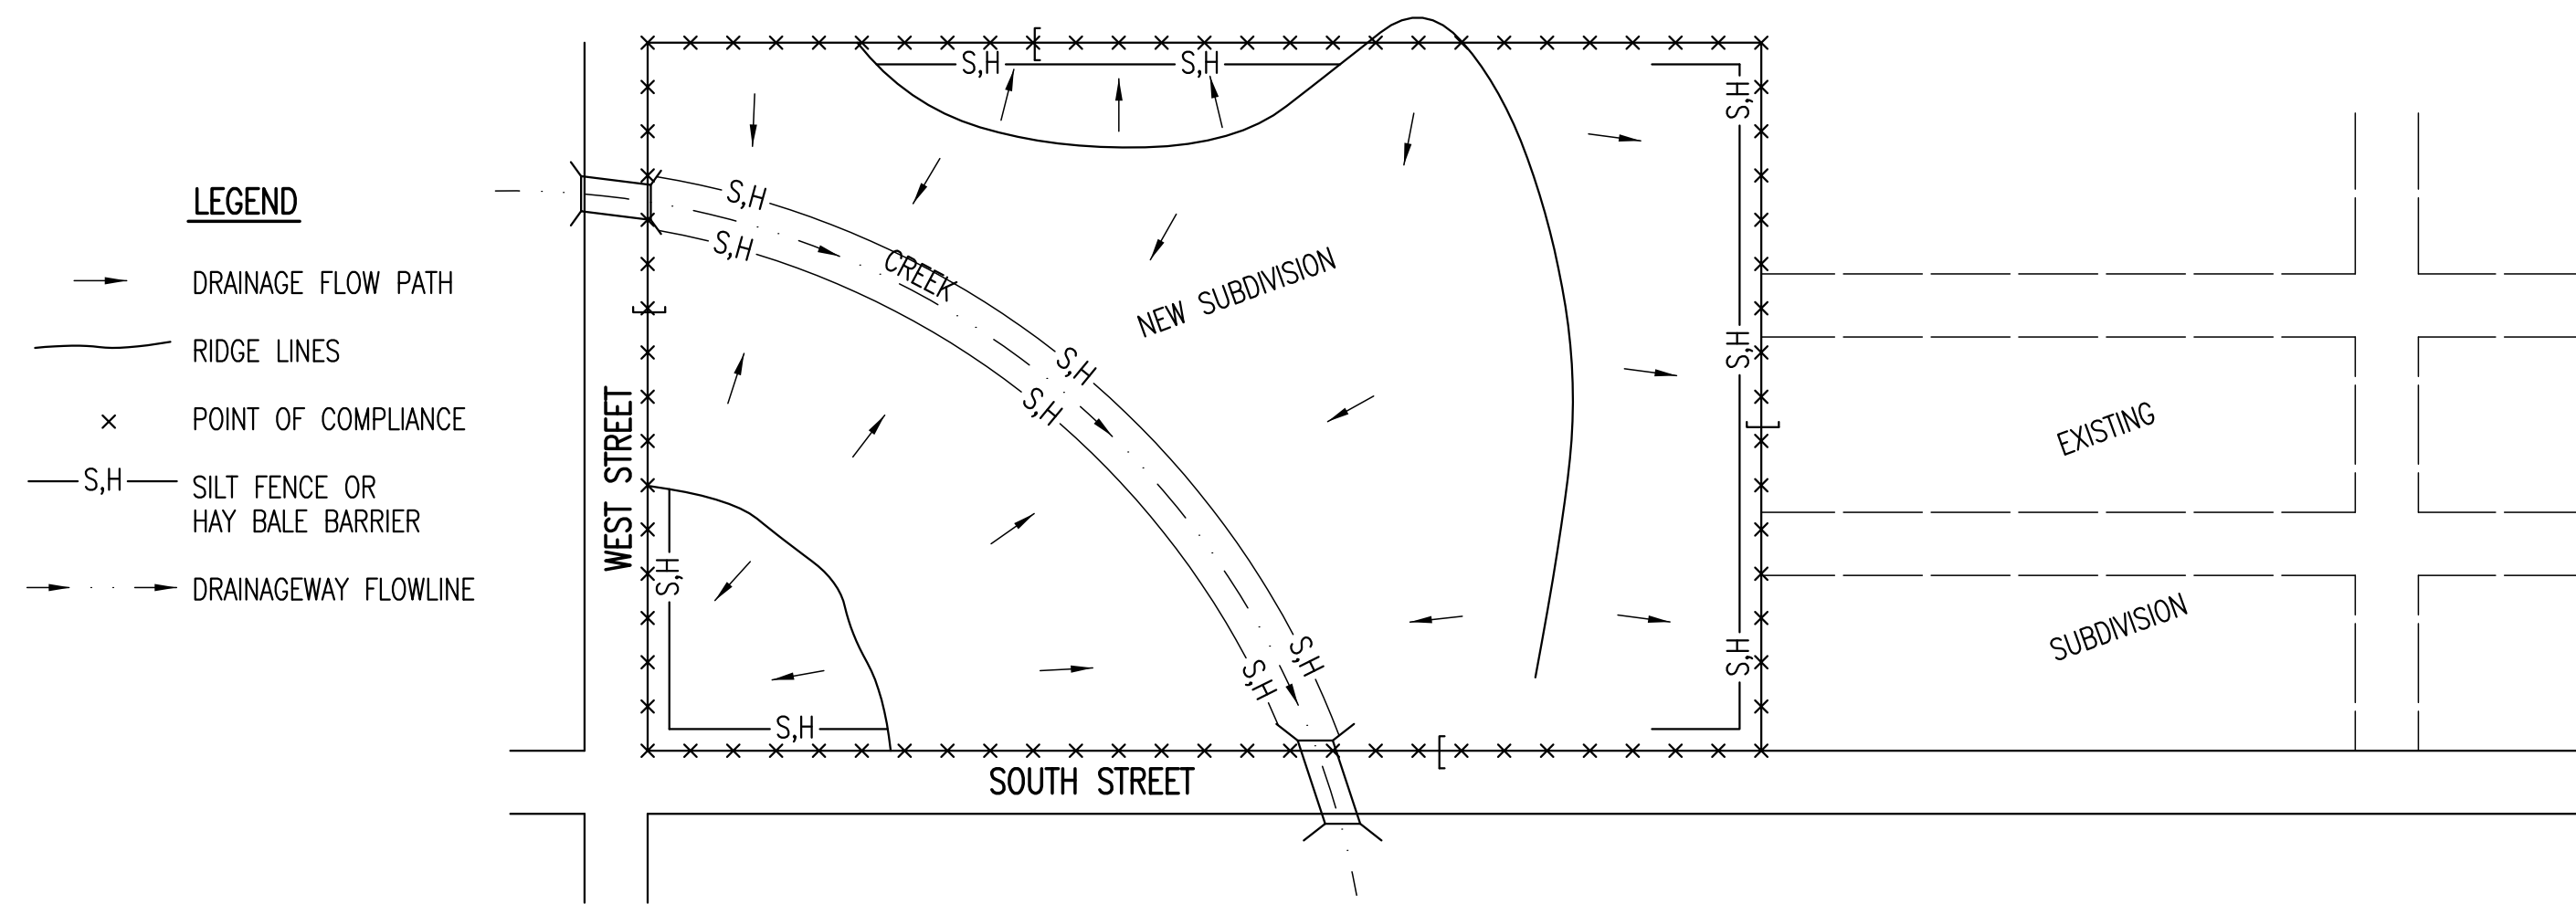 LEGEND
DRAINAGE FLOW PATH
RIDGE LINES
POINT OF COMPLIANCE
S,H
SILT FENCE OR
HAY BALE BARRIER
DRAINAGEWAY FLOWLINE
S,H
S,H
S,H
S,H
S,H
CREEK
NEW SUBDIVISION
S,H
S,H
S,H
WEST STREET
EXISTING
S,H
SUBDIVISION
S,H
S,H
S,H
S,H
SOUTH STREET